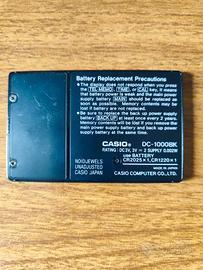 Battery Replacement Precautions
●The display does not respond when you press
the [TEL MEMO], [TIME], or [CAL] key, it means
that battery power is weak and the main power
supply battery [MAIN] should be replaced as
soon as possible. Memory contents may be
lost if battery is not replaced.
●Be sure to replace the back up power supply
battery [BACK UP] at least once every 2 years.
Memory contents will be lost if you remove the
main power supply battery and back up power
supply battery at the same time.
CASIO® DC-1000BK
RATING: DC3V, 3V= 2 SUPPLY 0.002W
use BATTERY
CR2025×1, CR1220×1
NO(0)JEWELS
UNADJUSTED
CASIO JAPAN
MADE IN JAPAN
CASIO COMPUTER CO., LTD.